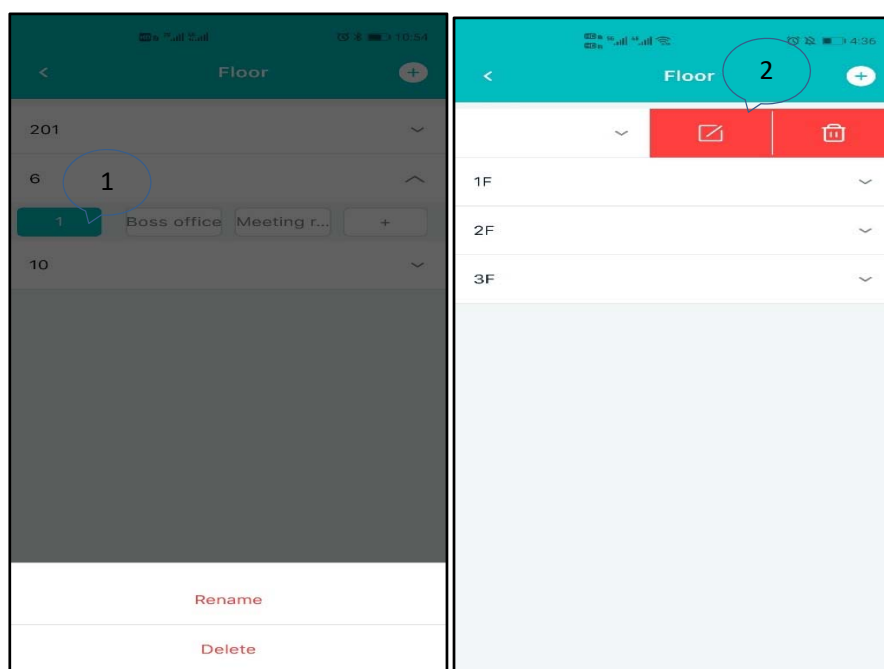 10:54
< Floor +
201
6
1
1 Boss office Meeting r... +
10
Rename
Delete
4:36
< Floor +
2
1F
2F
3F